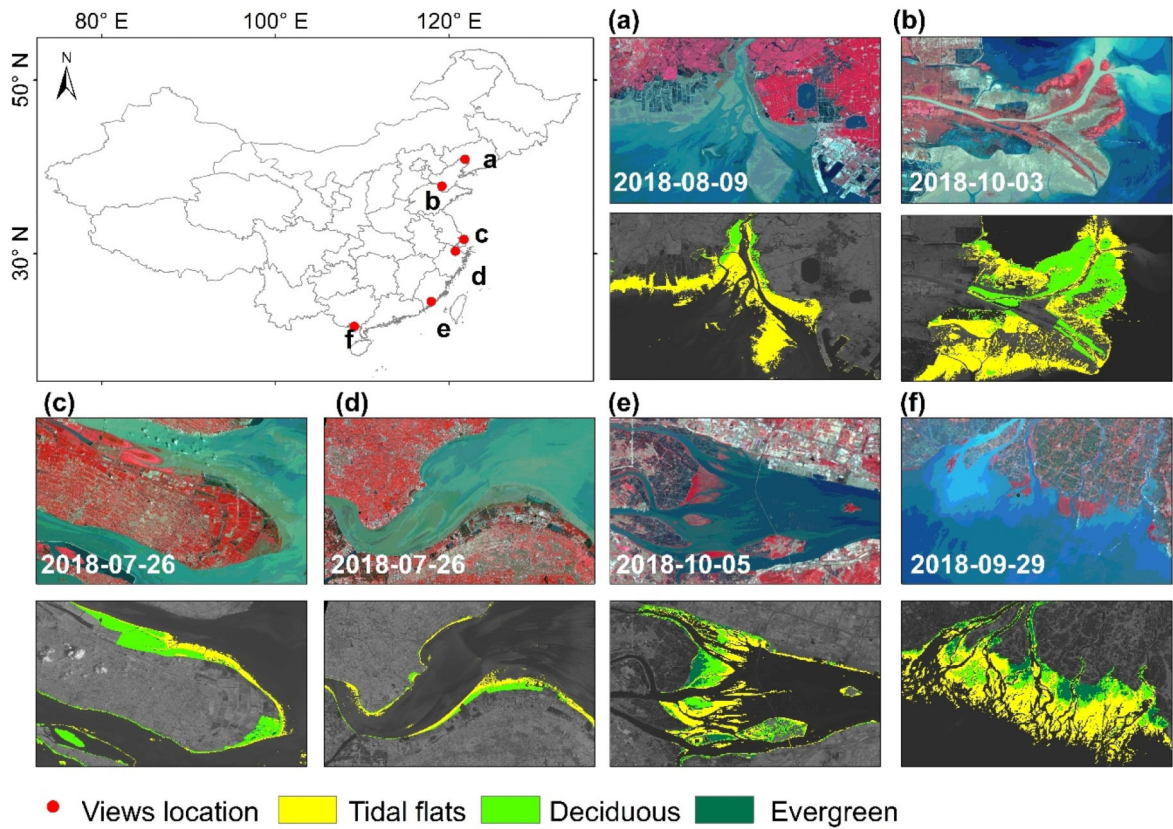 80° E 100° E 120° E
(a) (b)
N
50° N
30° N
a
b
c
d
e
f
2018-08-09 2018-10-03
(c) (d) (e) (f)
2018-07-26 2018-07-26 2018-10-05 2018-09-29
Views location Tidal flats Deciduous Evergreen